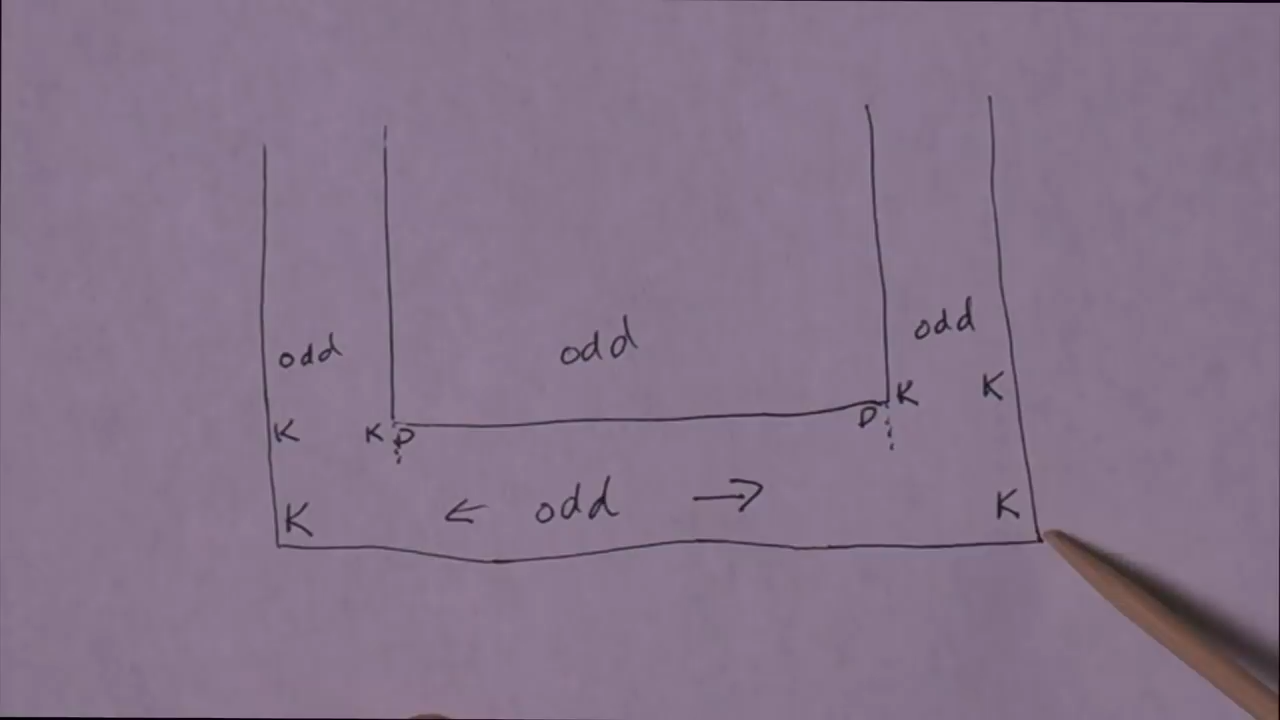 odd
odd
odd
K K P
P K K
K ← odd → K